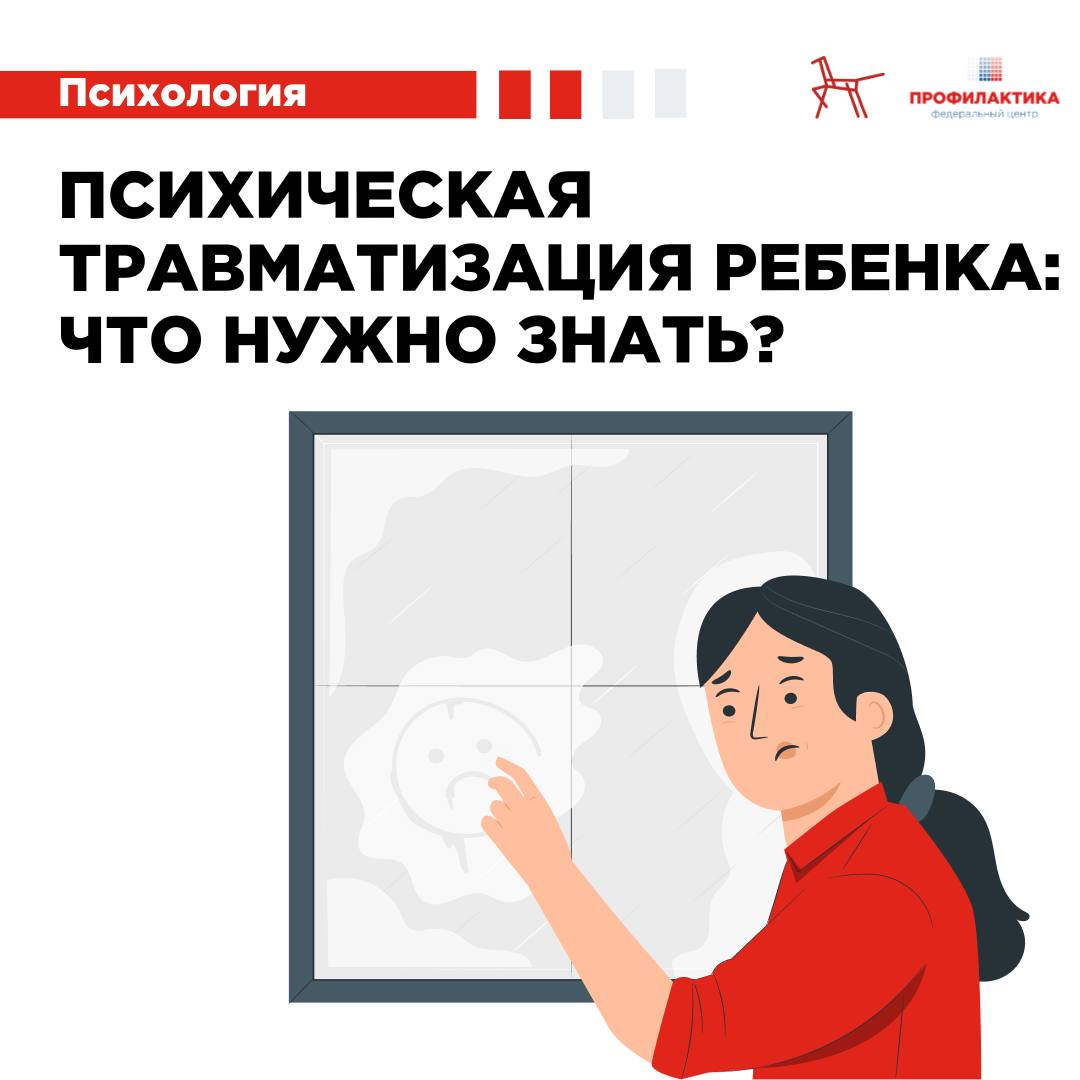 Психология
ПРОФИЛАКТИКА
федеральный центр
ПСИХИЧЕСКАЯ
ТРАВМАТИЗАЦИЯ РЕБЕНКА:
ЧТО НУЖНО ЗНАТЬ?